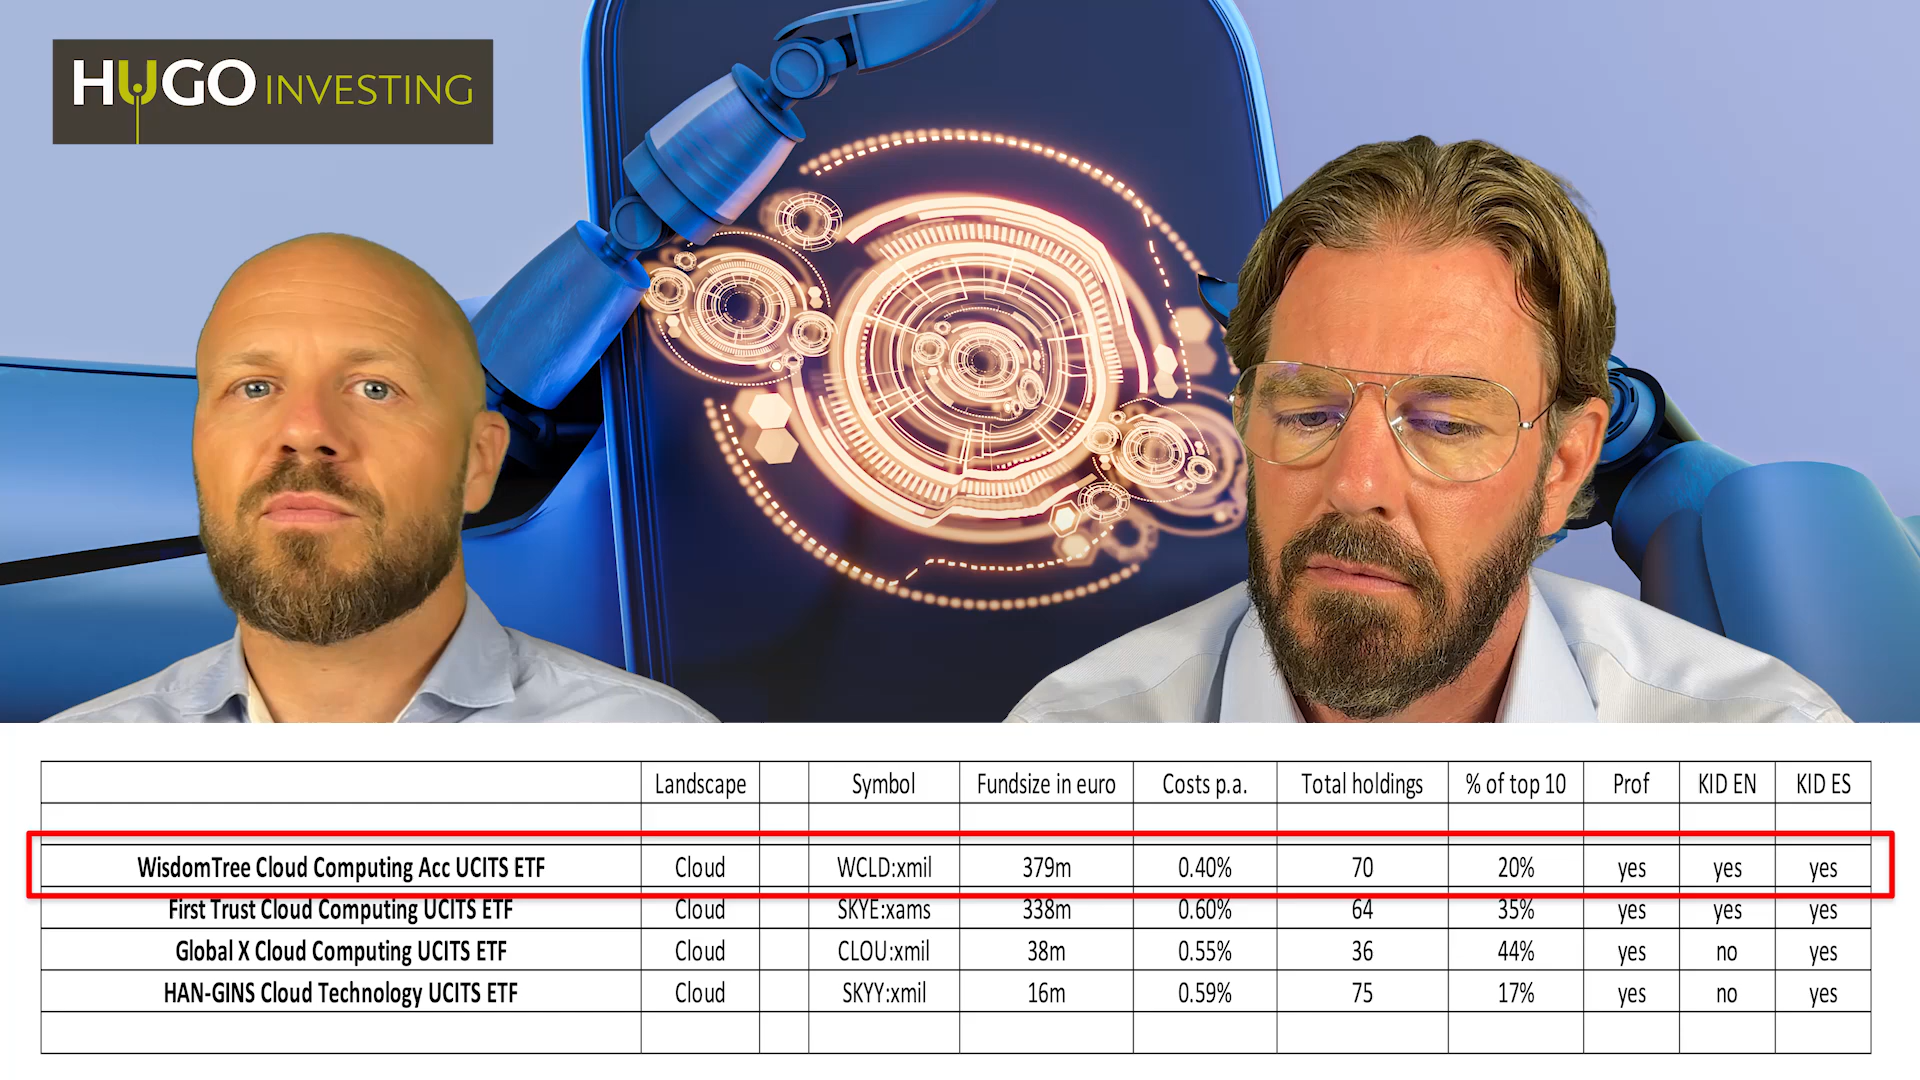 HUGO INVESTING
Landscape Symbol Fundsize in euro Costs p.a. Total holdings % of top 10 Prof KID EN KID ES
WisdomTree Cloud Computing Acc UCITS ETF Cloud WCLD:xmil 379m 0.40% 70 20% yes yes yes
First Trust Cloud Computing UCITS ETF Cloud SKYE:xams 338m 0.60% 64 35% yes yes yes
Global X Cloud Computing UCITS ETF Cloud CLOU:xmil 38m 0.55% 36 44% yes no yes
HAN-GINS Cloud Technology UCITS ETF Cloud SKYY:xmil 16m 0.59% 75 17% yes no yes